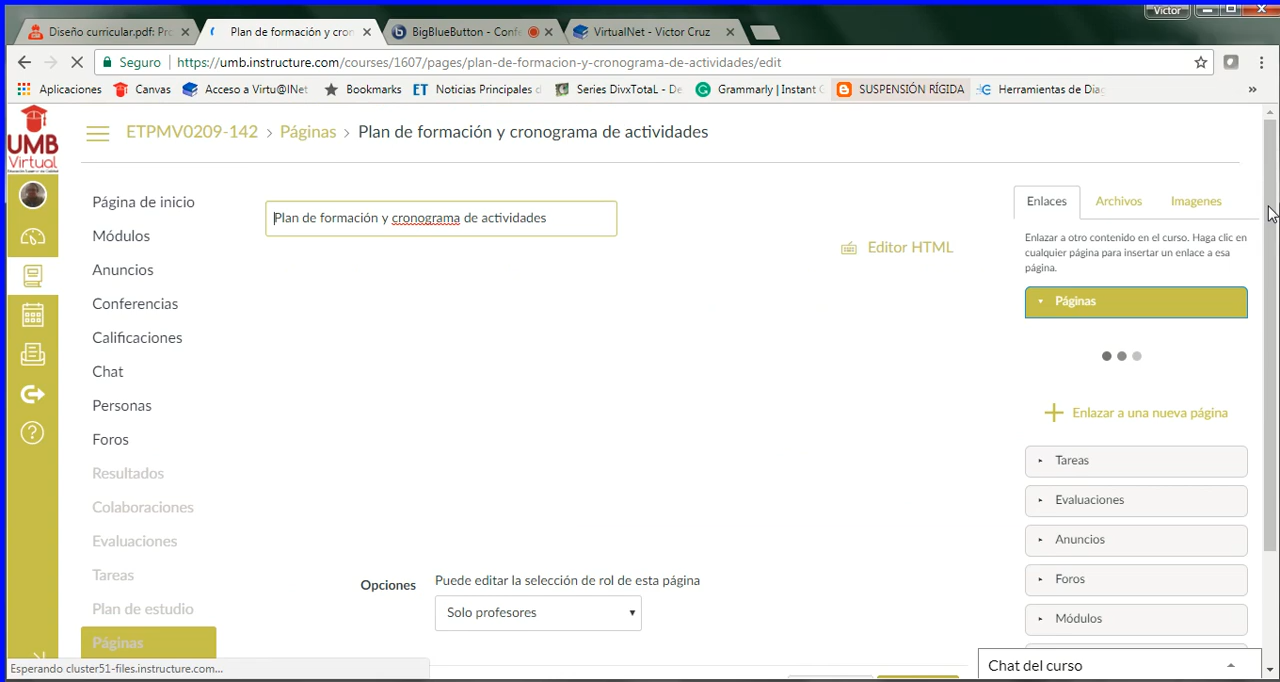 Victor
Diseño curricular.pdf: Pr
Plan de formación y cron
BigBlueButton - Confe
VirtualNet - Victor Cruz
Seguro
https://umb.instructure.com/courses/1607/pages/plan-de-formacion-y-cronograma-de-actividades/edit
Aplicaciones
Canvas
Acceso a Virtu@lNet
Bookmarks
ET Noticias Principales d
Series DivxTotaL - De
Grammarly | Instant
SUSPENSIÓN RÍGIDA
Herramientas de Diag
»
UMB
Virtual
ETPMV0209-142 > Páginas > Plan de formación y cronograma de actividades
Página de inicio
Módulos
Anuncios
Conferencias
Calificaciones
Chat
Personas
Foros
Resultados
Colaboraciones
Evaluaciones
Tareas
Plan de estudio
Páginas
Plan de formación y cronograma de actividades
Editor HTML
Opciones
Puede editar la selección de rol de esta página
Solo profesores
Enlaces
Archivos
Imagenes
Enlazar a otro contenido en el curso. Haga clic en
cualquier página para insertar un enlace a esa
página.
Páginas
Enlazar a una nueva página
Tareas
Evaluaciones
Anuncios
Foros
Módulos
Chat del curso
Esperando cluster51-files.instructure.com...